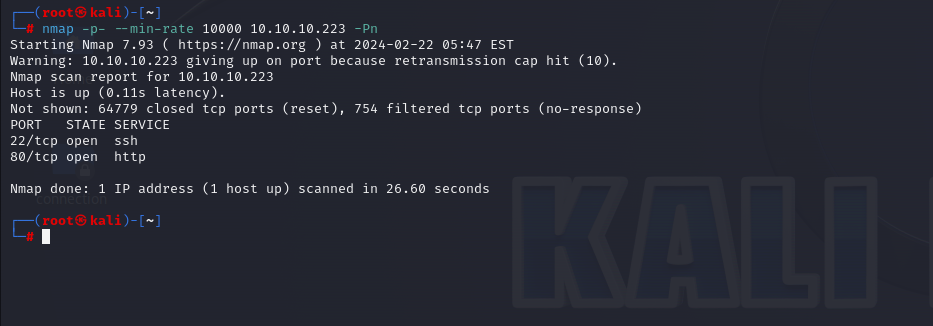 ┌──(root㉿kali)-[~]
└─# nmap -p- --min-rate 10000 10.10.10.223 -Pn
Starting Nmap 7.93 ( https://nmap.org ) at 2024-02-22 05:47 EST
Warning: 10.10.10.223 giving up on port because retransmission cap hit (10).
Nmap scan report for 10.10.10.223
Host is up (0.11s latency).
Not shown: 64779 closed tcp ports (reset), 754 filtered tcp ports (no-response)
PORT   STATE SERVICE
22/tcp open  ssh
80/tcp open  http

Nmap done: 1 IP address (1 host up) scanned in 26.60 seconds
connection
┌──(root㉿kali)-[~]
└─#
KALI